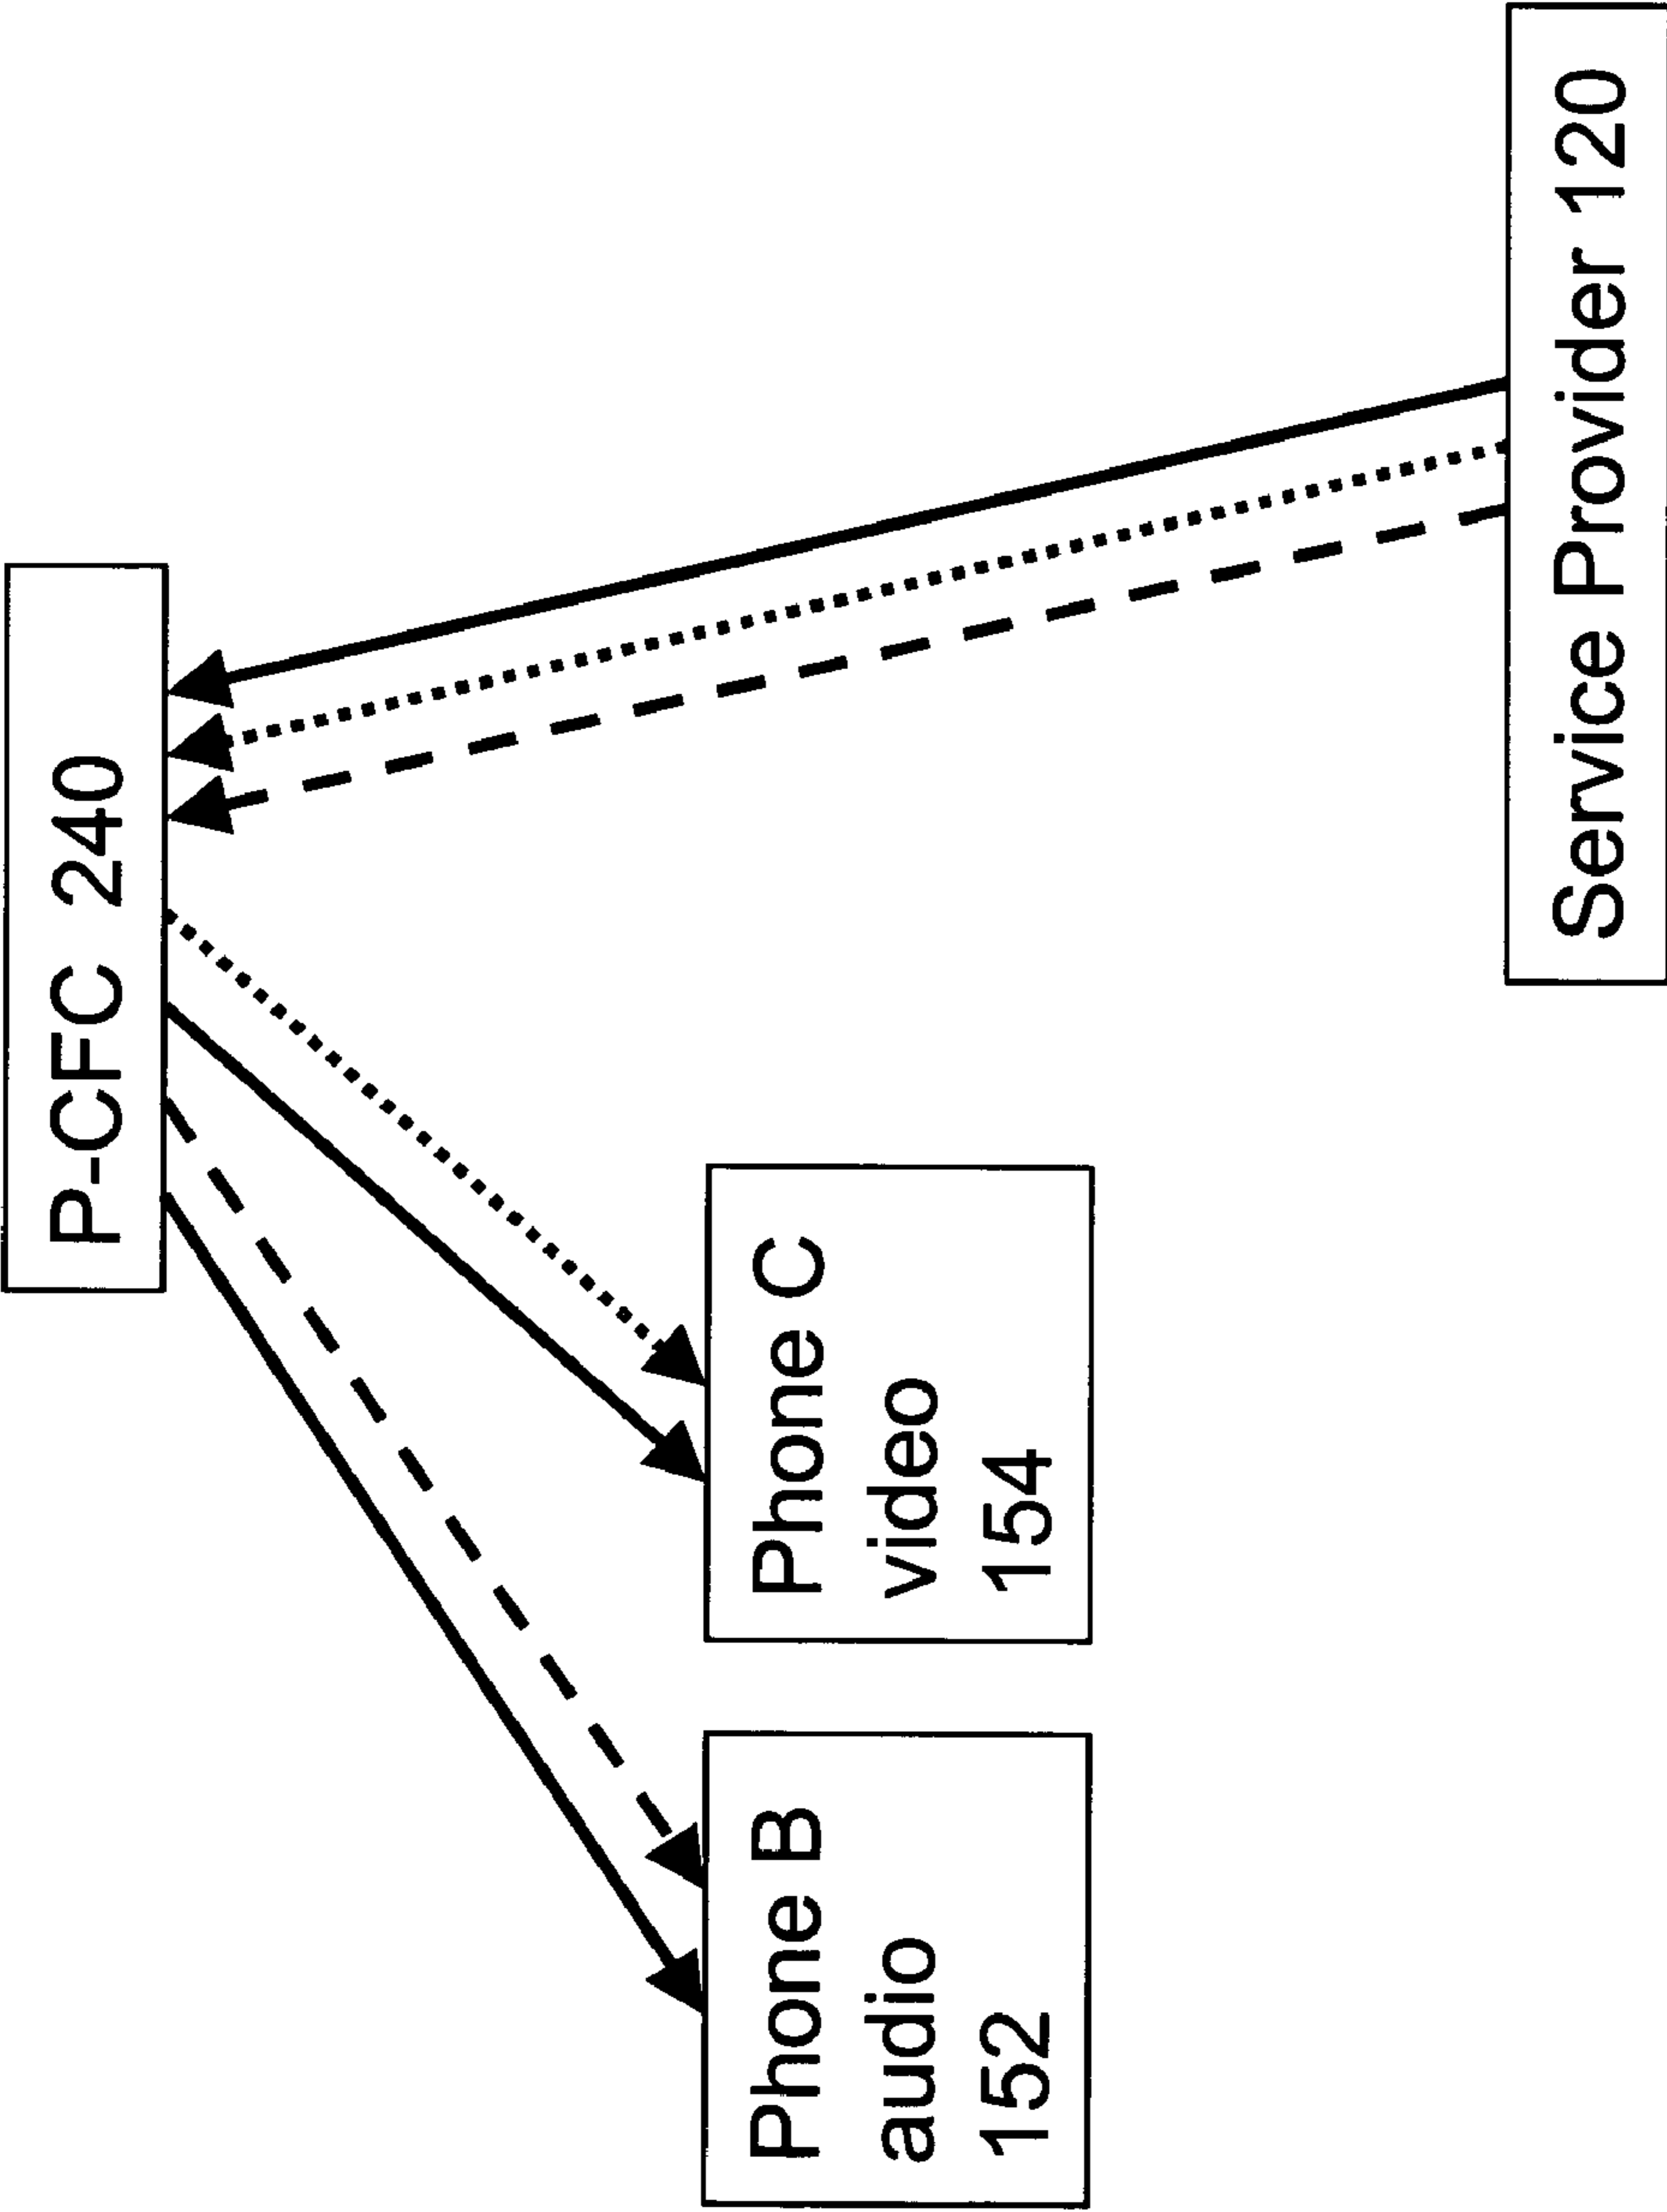 P-CFC 240
Phone B
audio
152
Phone C
video
154
Service Provider 120